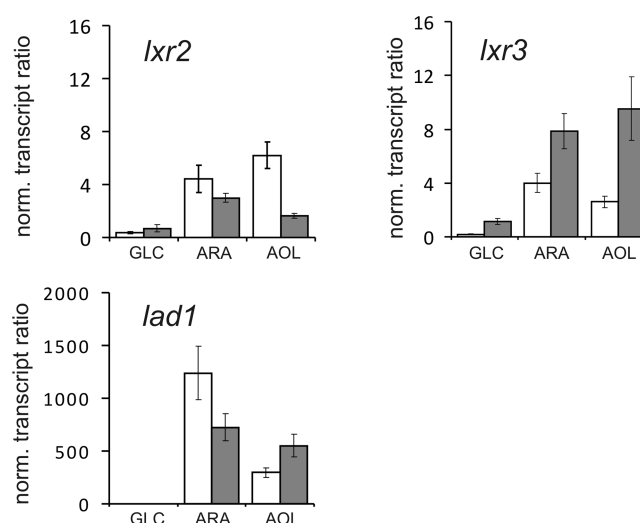 lxr2
norm. transcript ratio
16
12
8
4
0
GLC ARA AOL
lxr3
norm. transcript ratio
16
12
8
4
0
GLC ARA AOL
lad1
norm. transcript ratio
2000
1500
1000
500
0
GLC ARA AOL